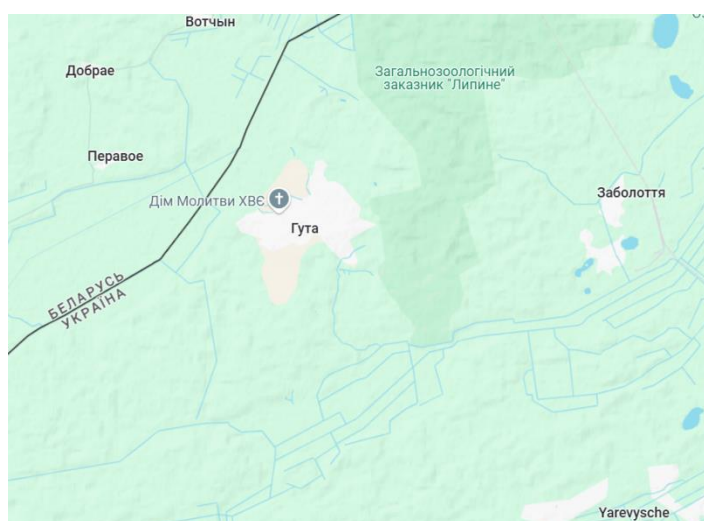 Вотчын
Добрае
Загальнозоологічний
заказник "Липине"
Перавое
Заболоття
Дім Молитви ХВЄ
Гута
БЕЛАРУСЬ
УКРАЇНА
Yarevysche